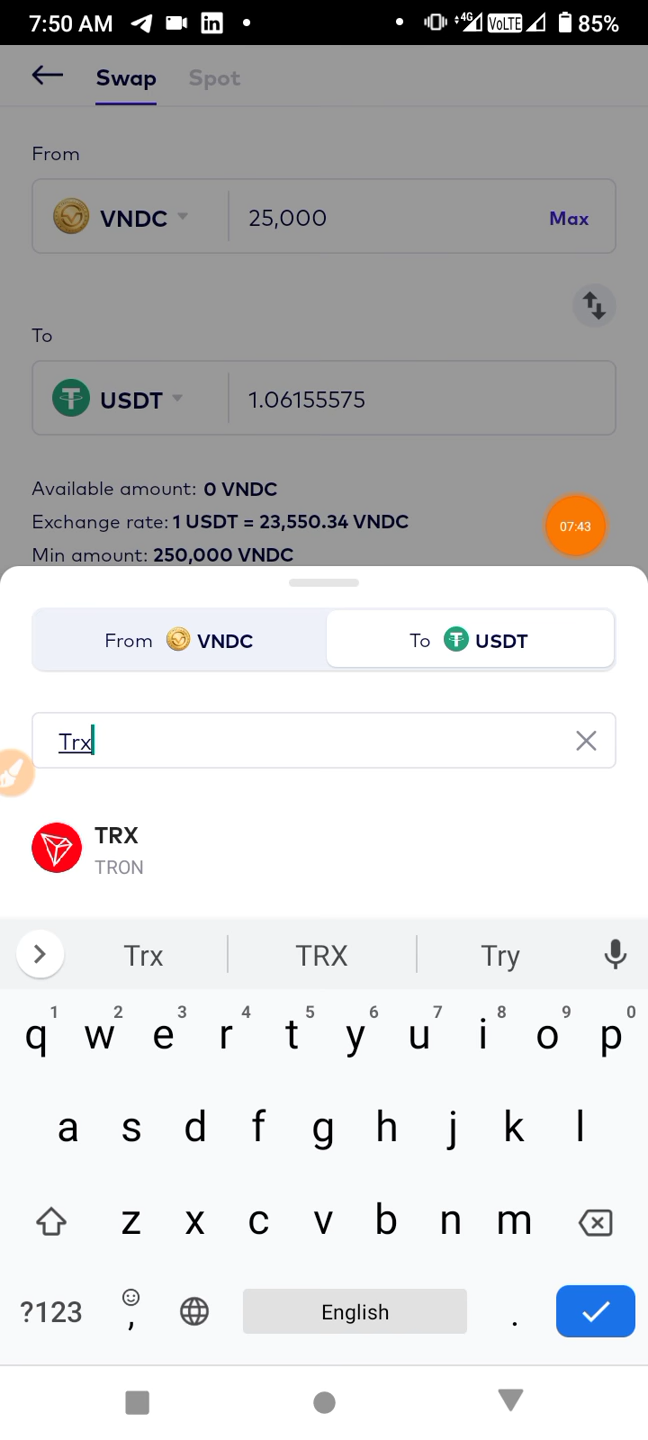 7:50 AM 4G VoLTE 85%
Swap Spot
From
VNDC 25,000 Max
To
USDT 1.06155575
Available amount: 0 VNDC
Exchange rate: 1 USDT = 23,550.34 VNDC
07:43
Min amount: 250,000 VNDC
From VNDC To USDT
Trx
TRX
TRON
Trx TRX Try
1 2 3 4 5 6 7 8 9 0
q w e r t y u i o p
a s d f g h j k l
z x c v b n m
?123 , English .